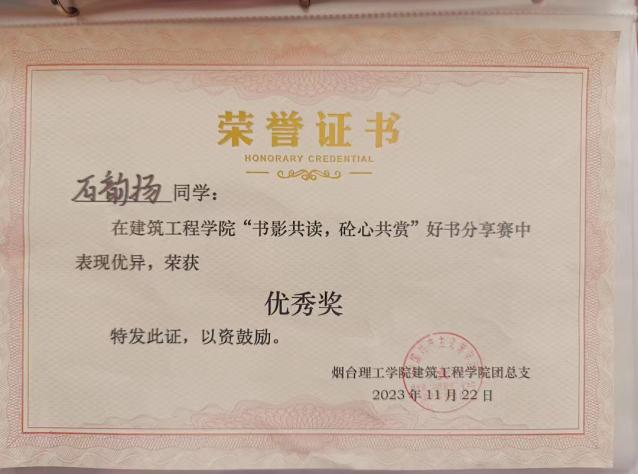 荣誉证书
HONORARY CREDENTIAL
石韵扬同学：
在建筑工程学院“书影共读，砼心共赏”好书分享赛中
表现优异，荣获
优秀奖
特发此证，以资鼓励。
烟台理工学院建筑工程学院团总支
2023年11月22日